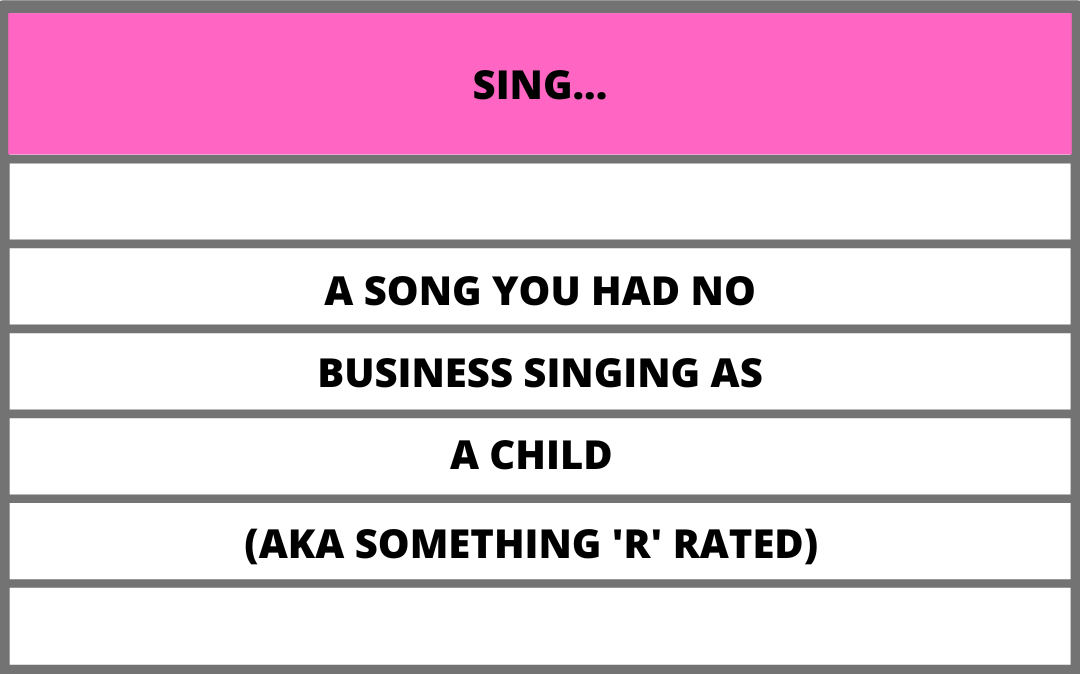 SING...
A SONG YOU HAD NO
BUSINESS SINGING AS
A CHILD
(AKA SOMETHING 'R' RATED)